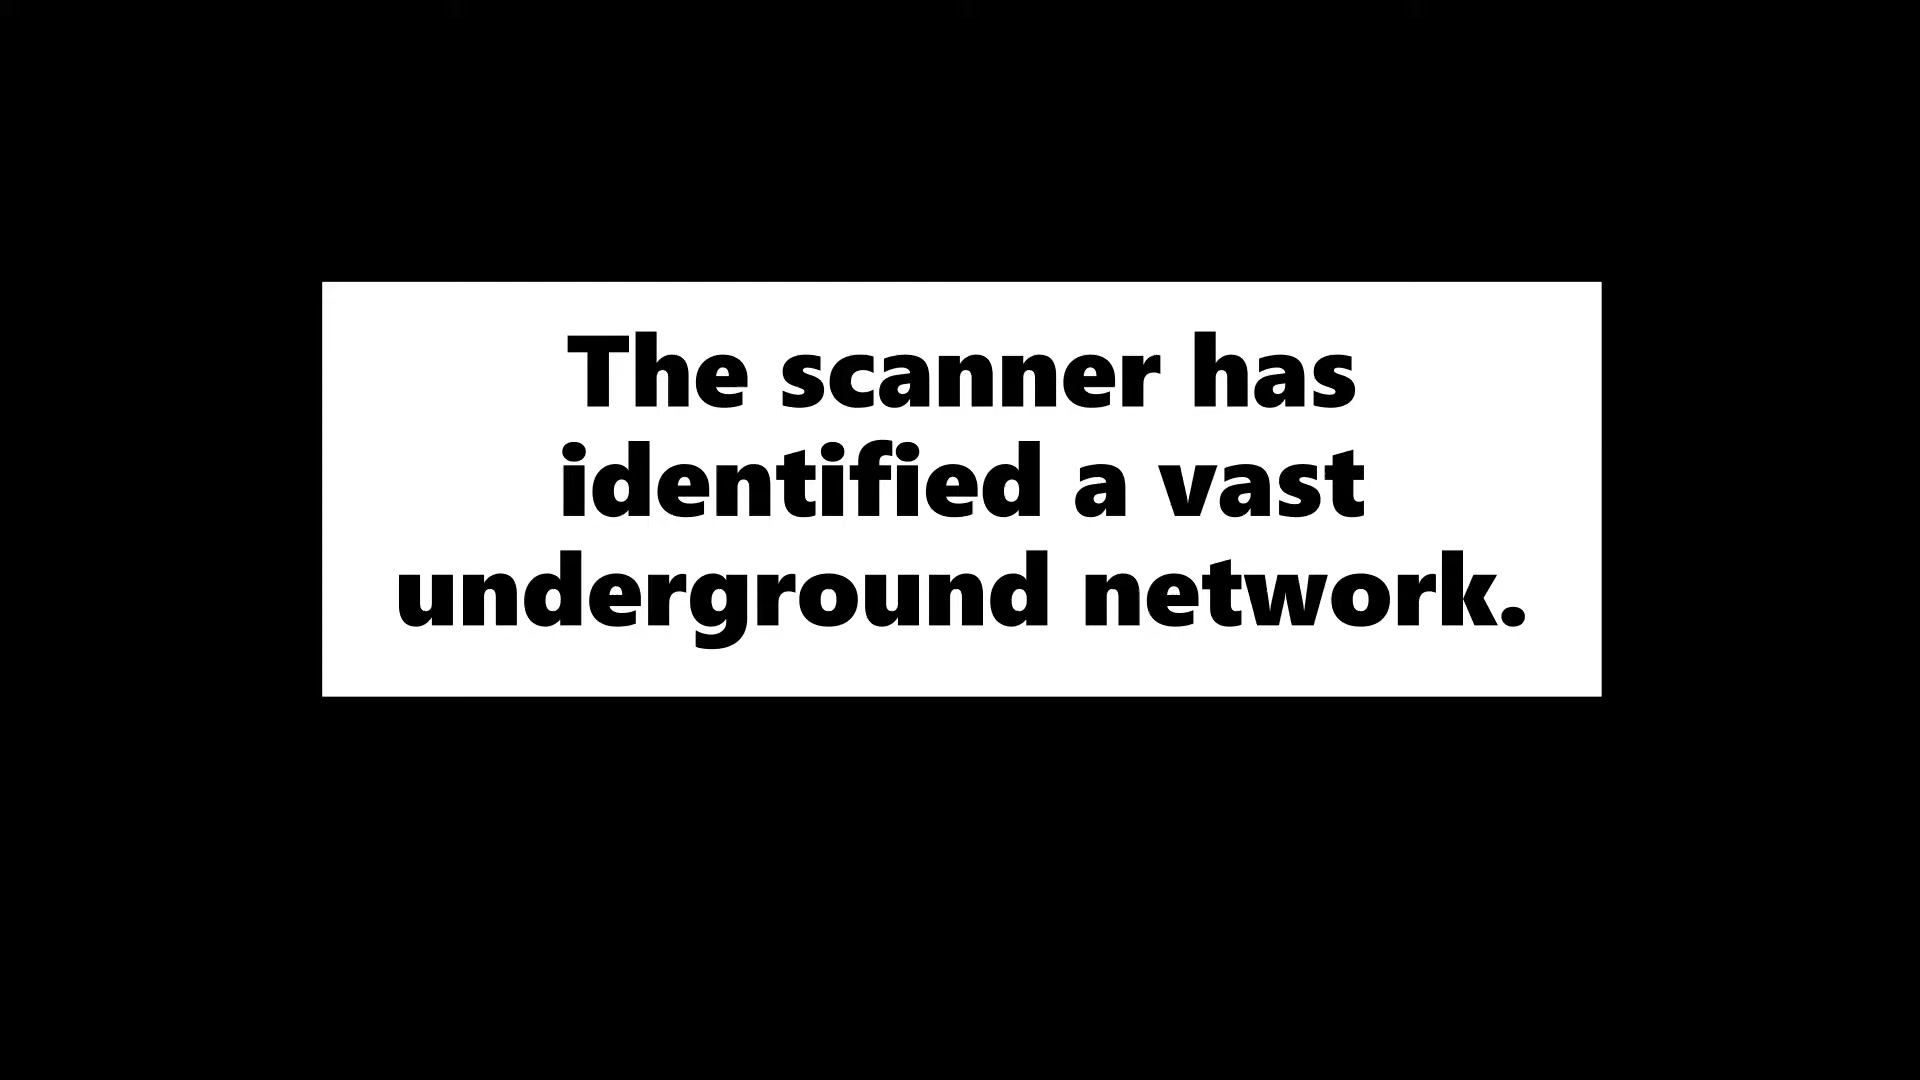 The scanner has
identified a vast
underground network.